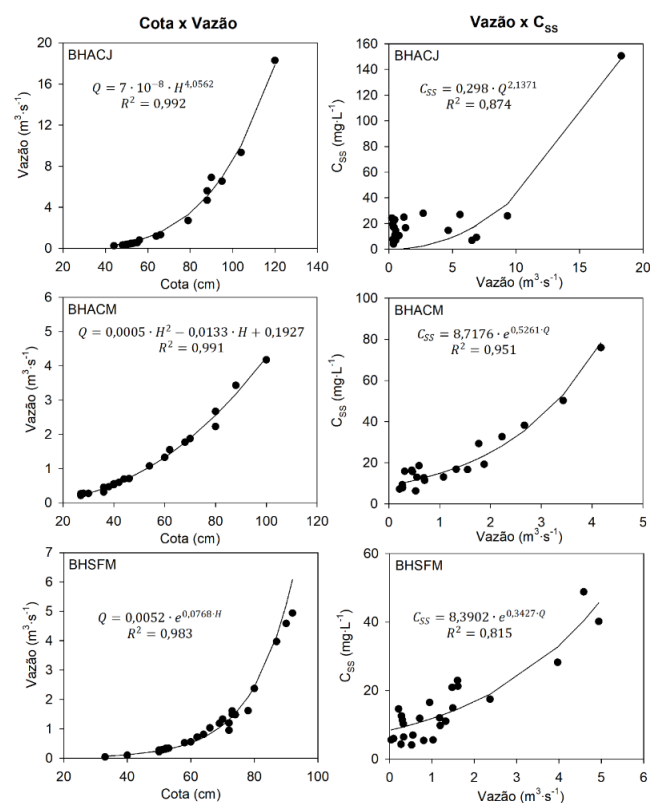 Cota x Vazão
Vazão x C_SS
BHACJ
Q = 7 · 10⁻⁸ · H⁴,⁰⁵⁶²
R² = 0,992
Vazão (m³·s⁻¹)
20
18
16
12
8
4
0
20 40 60 80 100 120 140
Cota (cm)
BHACJ
C_SS = 0,298 · Q²,¹³⁷¹
R² = 0,874
C_SS (mg·L⁻¹)
160
140
120
100
80
60
40
20
0
0 5 10 15 20
Vazão (m³·s⁻¹)
BHACM
Q = 0,0005 · H² − 0,0133 · H + 0,1927
R² = 0,991
Vazão (m³·s⁻¹)
6
5
4
3
2
1
0
20 40 60 80 100 120
Cota (cm)
BHACM
C_SS = 8,7176 · e⁰,⁵²⁶¹·Q
R² = 0,951
C_SS (mg·L⁻¹)
100
80
60
40
20
0
0 1 2 3 4 5
Vazão (m³·s⁻¹)
BHSFM
Q = 0,0052 · e⁰,⁰⁷⁶⁸·H
R² = 0,983
Vazão (m³·s⁻¹)
7
6
5
4
3
2
1
0
20 40 60 80 100
Cota (cm)
BHSFM
C_SS = 8,3902 · e⁰,³⁴²⁷·Q
R² = 0,815
C_SS (mg·L⁻¹)
60
40
20
0
0 1 2 3 4 5 6
Vazão (m³·s⁻¹)